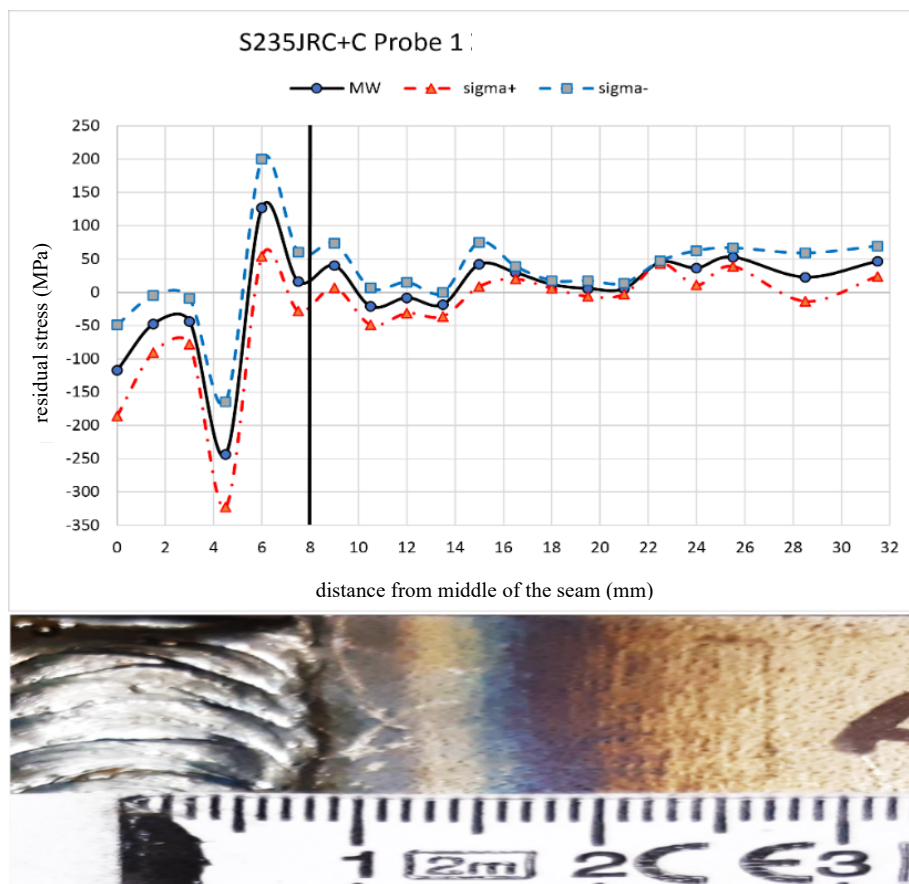 S235JRC+C Probe 1
MW sigma+ sigma-
250
200
150
100
50
0
-50
-100
-150
-200
-250
-300
-350
residual stress (MPa)
0 2 4 6 8 10 12 14 16 18 20 22 24 26 28 30 32
distance from middle of the seam (mm)
1 2m 2 CE 3